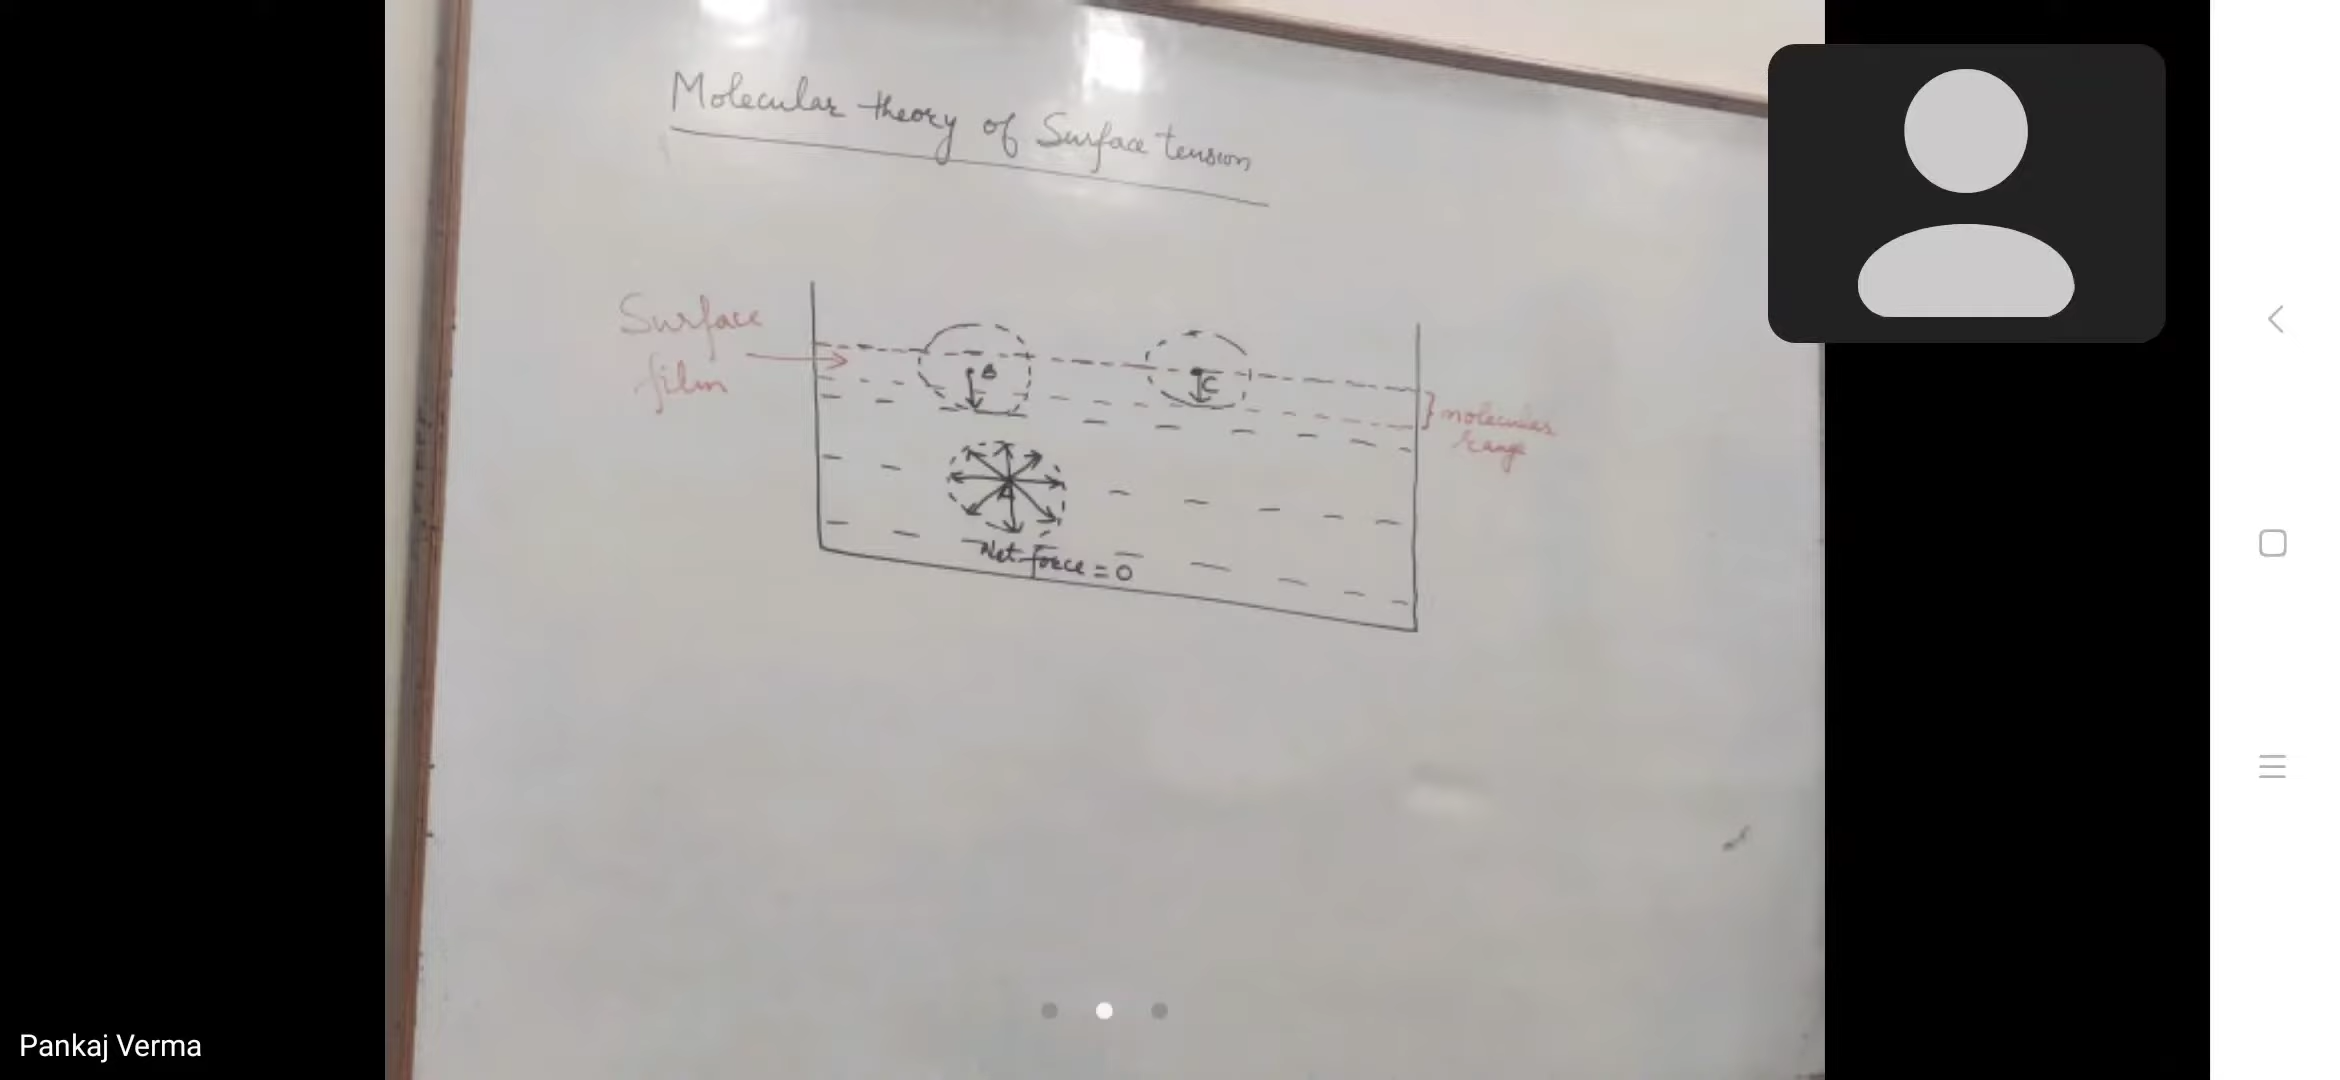 Molecular theory of Surface tension
Surface
film
B
C
molecular
range
A
Net force = 0
Pankaj Verma